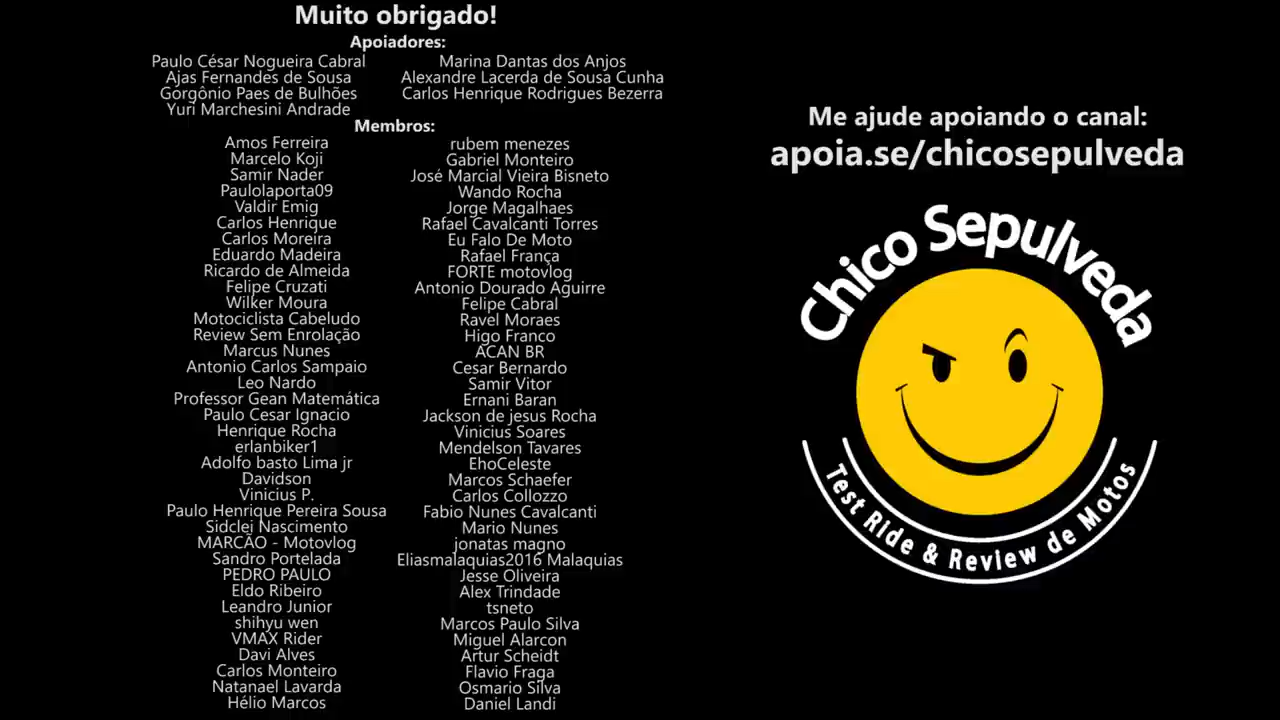 Muito obrigado!
Apoiadores:
Paulo César Nogueira Cabral
Ajas Fernandes de Sousa
Gorgônio Paes de Bulhões
Yuri Marchesini Andrade
Marina Dantas dos Anjos
Alexandre Lacerda de Sousa Cunha
Carlos Henrique Rodrigues Bezerra
Membros:
Amos Ferreira
Marcelo Koji
Samir Nader
Paulolaporta09
Valdir Emig
Carlos Henrique
Carlos Moreira
Eduardo Madeira
Ricardo de Almeida
Felipe Cruzati
Wilker Moura
Motociclista Cabeludo
Review Sem Enrolação
Marcus Nunes
Antonio Carlos Sampaio
Leo Nardo
Professor Gean Matemática
Paulo Cesar Ignacio
Henrique Rocha
erlanbiker1
Adolfo basto Lima jr
Davidson
Vinicius P.
Paulo Henrique Pereira Sousa
Sidclei Nascimento
MARCÃO - Motovlog
Sandro Portelada
PEDRO PAULO
Eldo Ribeiro
Leandro Junior
shihyu wen
VMAX Rider
Davi Alves
Carlos Monteiro
Natanael Lavarda
Hélio Marcos
rubem menezes
Gabriel Monteiro
José Marcial Vieira Bisneto
Wando Rocha
Jorge Magalhaes
Rafael Cavalcanti Torres
Eu Falo De Moto
Rafael França
FORTE motovlog
Antonio Dourado Aguirre
Felipe Cabral
Ravel Moraes
Higo Franco
ACAN BR
Cesar Bernardo
Samir Vitor
Ernani Baran
Jackson de jesus Rocha
Vinicius Soares
Mendelson Tavares
EhoCeleste
Marcos Schaefer
Carlos Collozzo
Fabio Nunes Cavalcanti
Mario Nunes
jonatas magno
Eliasmalaquias2016 Malaquias
Jesse Oliveira
Alex Trindade
tsneto
Marcos Paulo Silva
Miguel Alarcon
Artur Scheidt
Flavio Fraga
Osmario Silva
Daniel Landi
Me ajude apoiando o canal:
apoia.se/chicosepulveda
Chico Sepulveda
Test Ride & Review de Motos